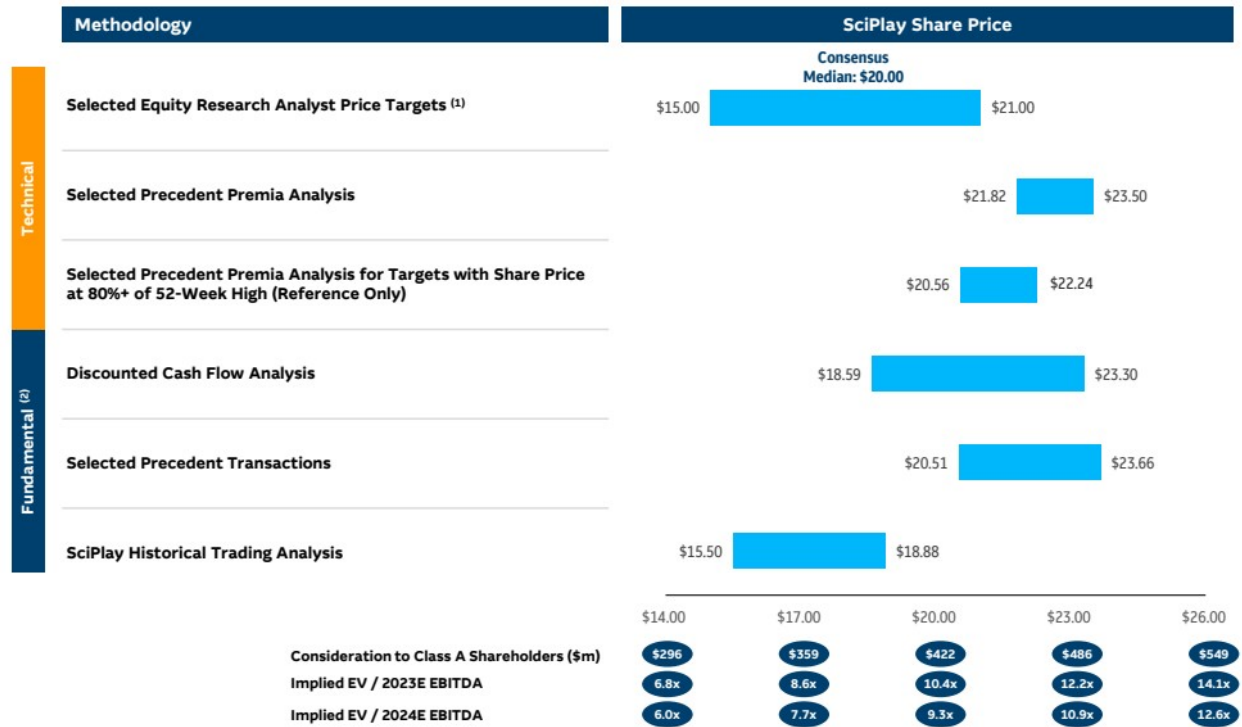 Methodology
SciPlay Share Price
Consensus
Median: $20.00
Technical
Selected Equity Research Analyst Price Targets (1)
$15.00
$21.00
Selected Precedent Premia Analysis
$21.82
$23.50
Selected Precedent Premia Analysis for Targets with Share Price
at 80%+ of 52-Week High (Reference Only)
$20.56
$22.24
Fundamental (2)
Discounted Cash Flow Analysis
$18.59
$23.30
Selected Precedent Transactions
$20.51
$23.66
SciPlay Historical Trading Analysis
$15.50
$18.88
$14.00 $17.00 $20.00 $23.00 $26.00
Consideration to Class A Shareholders ($m) $296 $359 $422 $486 $549
Implied EV / 2023E EBITDA 6.8x 8.6x 10.4x 12.2x 14.1x
Implied EV / 2024E EBITDA 6.0x 7.7x 9.3x 10.9x 12.6x